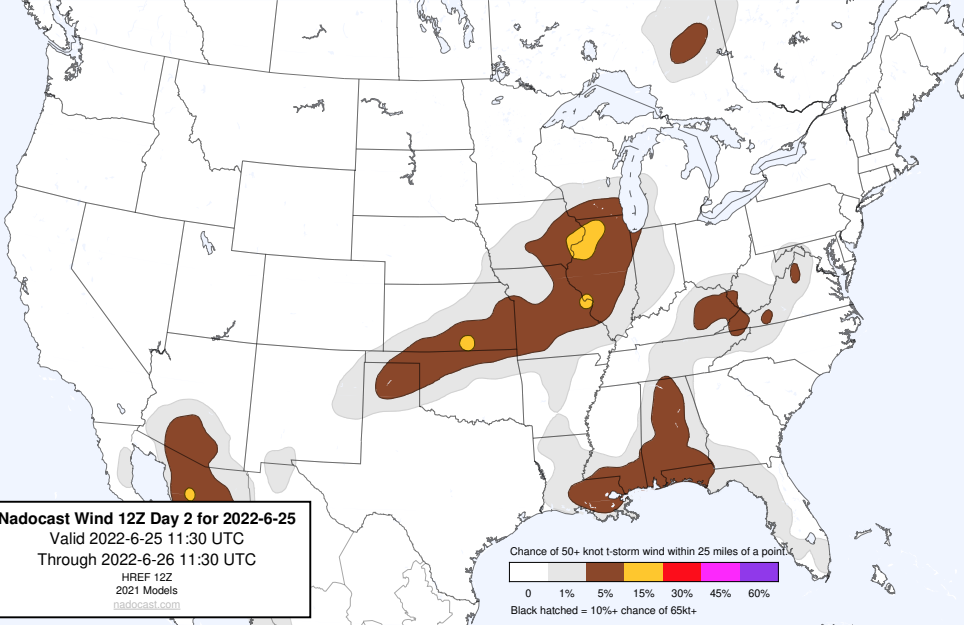 Nadocast Wind 12Z Day 2 for 2022-6-25
Valid 2022-6-25 11:30 UTC
Through 2022-6-26 11:30 UTC
HREF 12Z
2021 Models
nadocast.com
Chance of 50+ knot t-storm wind within 25 miles of a point.
0 1% 5% 15% 30% 45% 60%
Black hatched = 10%+ chance of 65kt+